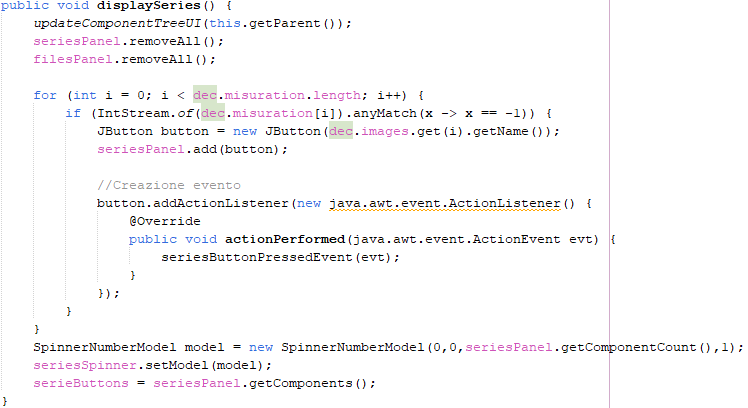 public void displaySeries() {
updateComponentTreeUI(this.getParent());
seriesPanel.removeAll();
filesPanel.removeAll();
for (int i = 0; i < dec.misuration.length; i++) {
if (IntStream.of(dec.misuration[i]).anyMatch(x -> x == -1)) {
JButton button = new JButton(dec.images.get(i).getName());
seriesPanel.add(button);
//Creazione evento
button.addActionListener(new java.awt.event.ActionListener() {
@Override
public void actionPerformed(java.awt.event.ActionEvent evt) {
seriesButtonPressedEvent(evt);
}
});
}
}
SpinnerNumberModel model = new SpinnerNumberModel(0,0,seriesPanel.getComponentCount(),1);
seriesSpinner.setModel(model);
serieButtons = seriesPanel.getComponents();
}